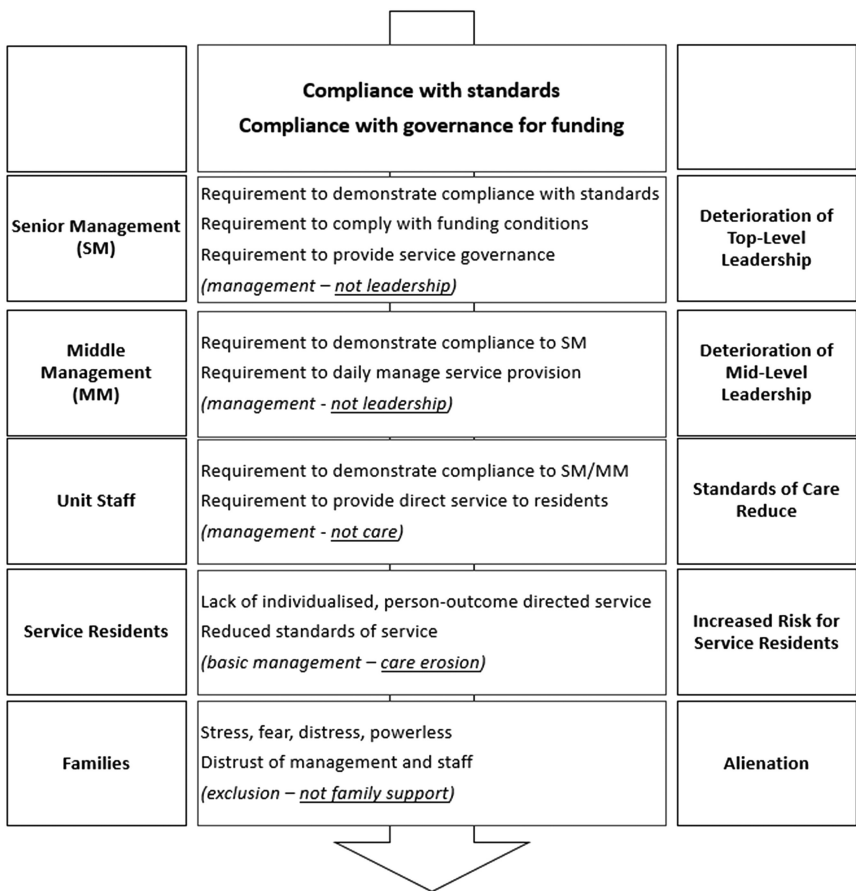 Compliance with standards
Compliance with governance for funding
Senior Management
(SM)
Requirement to demonstrate compliance with standards
Requirement to comply with funding conditions
Requirement to provide service governance
(management – not leadership)
Deterioration of
Top-Level
Leadership
Middle
Management
(MM)
Requirement to demonstrate compliance to SM
Requirement to daily manage service provision
(management - not leadership)
Deterioration of
Mid-Level
Leadership
Unit Staff
Requirement to demonstrate compliance to SM/MM
Requirement to provide direct service to residents
(management - not care)
Standards of Care
Reduce
Service Residents
Lack of individualised, person-outcome directed service
Reduced standards of service
(basic management – care erosion)
Increased Risk for
Service Residents
Families
Stress, fear, distress, powerless
Distrust of management and staff
(exclusion – not family support)
Alienation